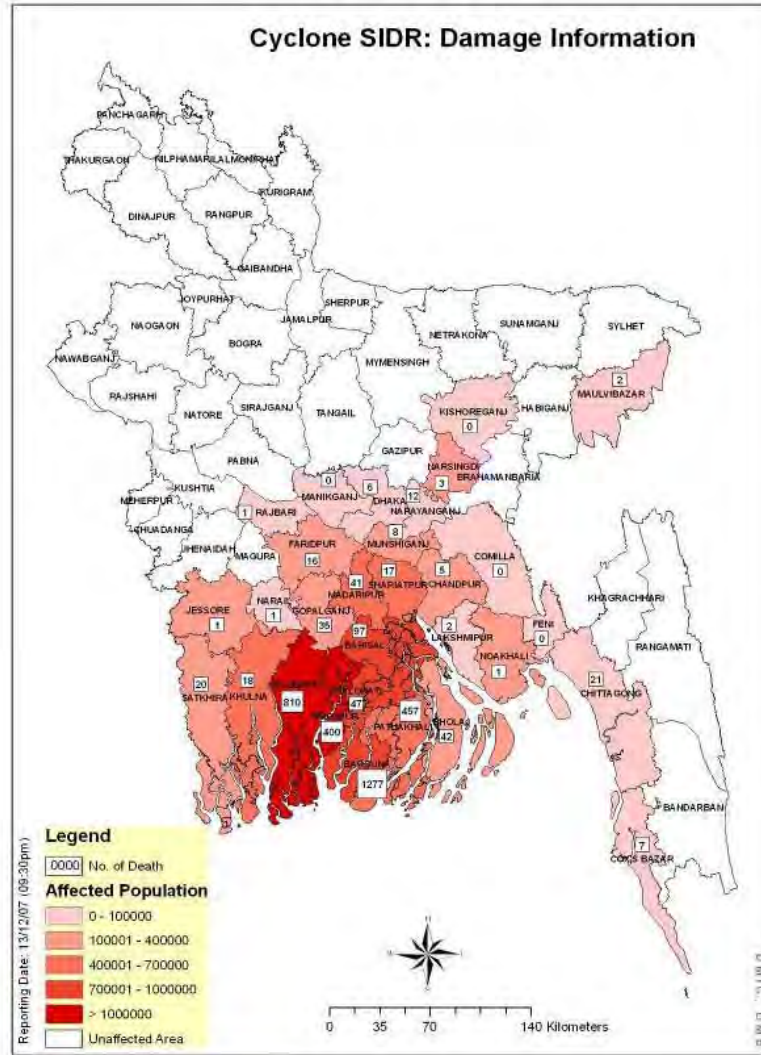 Cyclone SIDR: Damage Information
PANCHAGARH
THAKURGAON
NILPHAMARI
LALMONIRHAT
KURIGRAM
DINAJPUR
RANGPUR
GAIBANDHA
JOYPURHAT
SHERPUR
NAOGAON
JAMALPUR
NETRAKONA
SUNAMGANJ
SYLHET
BOGRA
NAWABGANJ
MYMENSINGH
RAJSHAHI
2
MAULVIBAZAR
NATORE
SIRAJGANJ
TANGAIL
KISHOREGANJ
0
HABIGANJ
GAZIPUR
PABNA
NARSINGDI
3
BRAHAMANBARIA
KUSHTIA
0
MANIKGANJ
6
DHAKA
12
NARAYANGANJ
MEHERPUR
1
RAJBARI
CHUADANGA
JHENAIDAH
MAGURA
FARIDPUR
16
8
MUNSHIGANJ
COMILLA
0
17
SHARIATPUR
5
CHANDPUR
41
MADARIPUR
KHAGRACHHARI
JESSORE
1
NARAIL
1
GOPALGANJ
35
97
BARISAL
2
LAKSHMIPUR
FENI
0
RANGAMATI
NOAKHALI
1
21
CHITTAGONG
20
SATKHIRA
18
KHULNA
810
47
400
457
PATUAKHALI
BHOLA
42
BARGUNA
1277
BANDARBAN
7
COXS BAZAR
Legend
0000 No. of Death
Affected Population
0 - 100000
100001 - 400000
400001 - 700000
700001 - 1000000
> 1000000
Unaffected Area
Reporting Date: 13/12/07 (09:30pm)
0 35 70 140 Kilometers